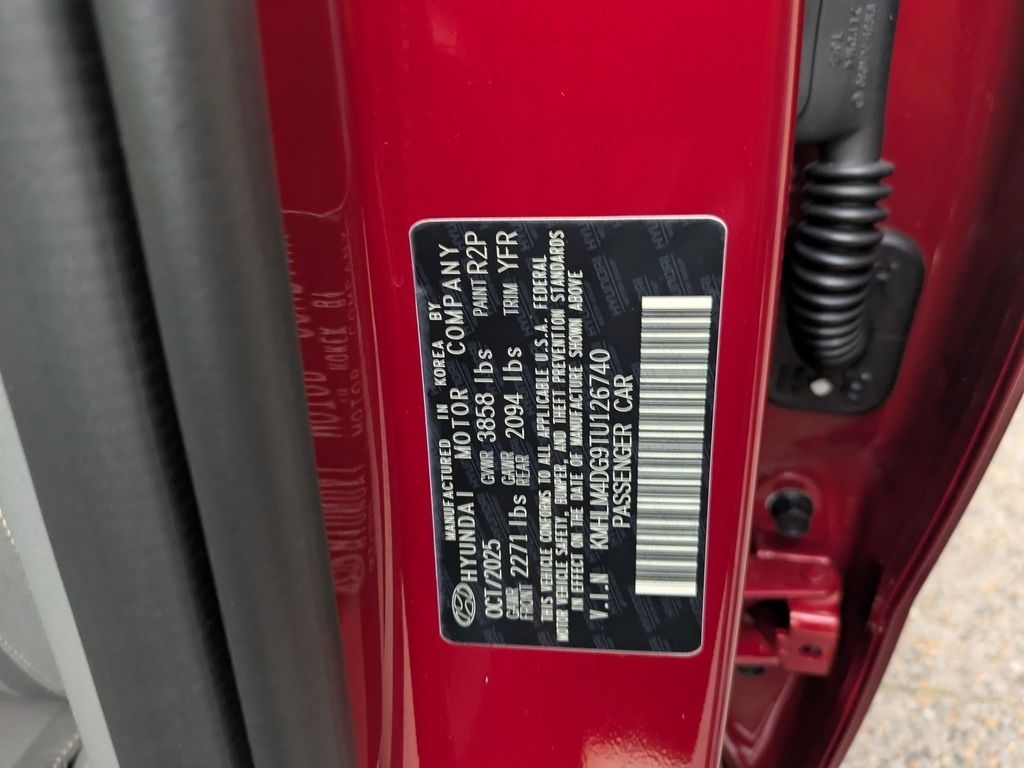 MANUFACTURED IN KOREA BY
HYUNDAI MOTOR COMPANY
OCT/2025 GVWR 3858 lbs PAINT R2P
GAWR FRONT 2271 lbs GAWR REAR 2094 lbs TRIM YFR
THIS VEHICLE CONFORMS TO ALL APPLICABLE U.S.A. FEDERAL
MOTOR VEHICLE SAFETY, BUMPER, AND THEFT PREVENTION STANDARDS
IN EFFECT ON THE DATE OF MANUFACTURE SHOWN ABOVE
V.I.N KMHLM4DG9TU126740
PASSENGER CAR